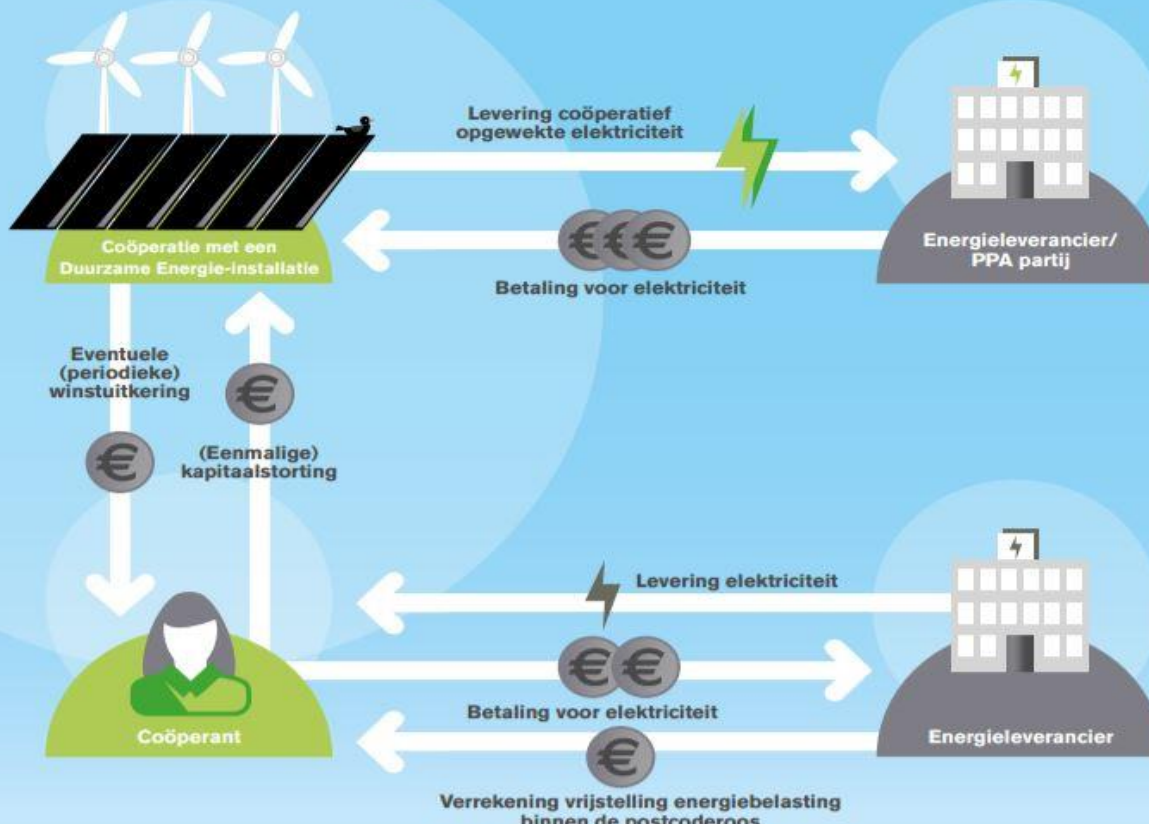 Levering coöperatief
opgewekte elektriciteit
Coöperatie met een
Duurzame Energie-installatie
Energieleverancier/
PPA partij
€€€
Betaling voor elektriciteit
Eventuele
(periodieke)
winstuitkering
€
€
(Eenmalige)
kapitaalstorting
Levering elektriciteit
€€
Betaling voor elektriciteit
Coöperant
Energieleverancier
€
Verrekening vrijstelling energiebelasting
binnen de postcoderoos